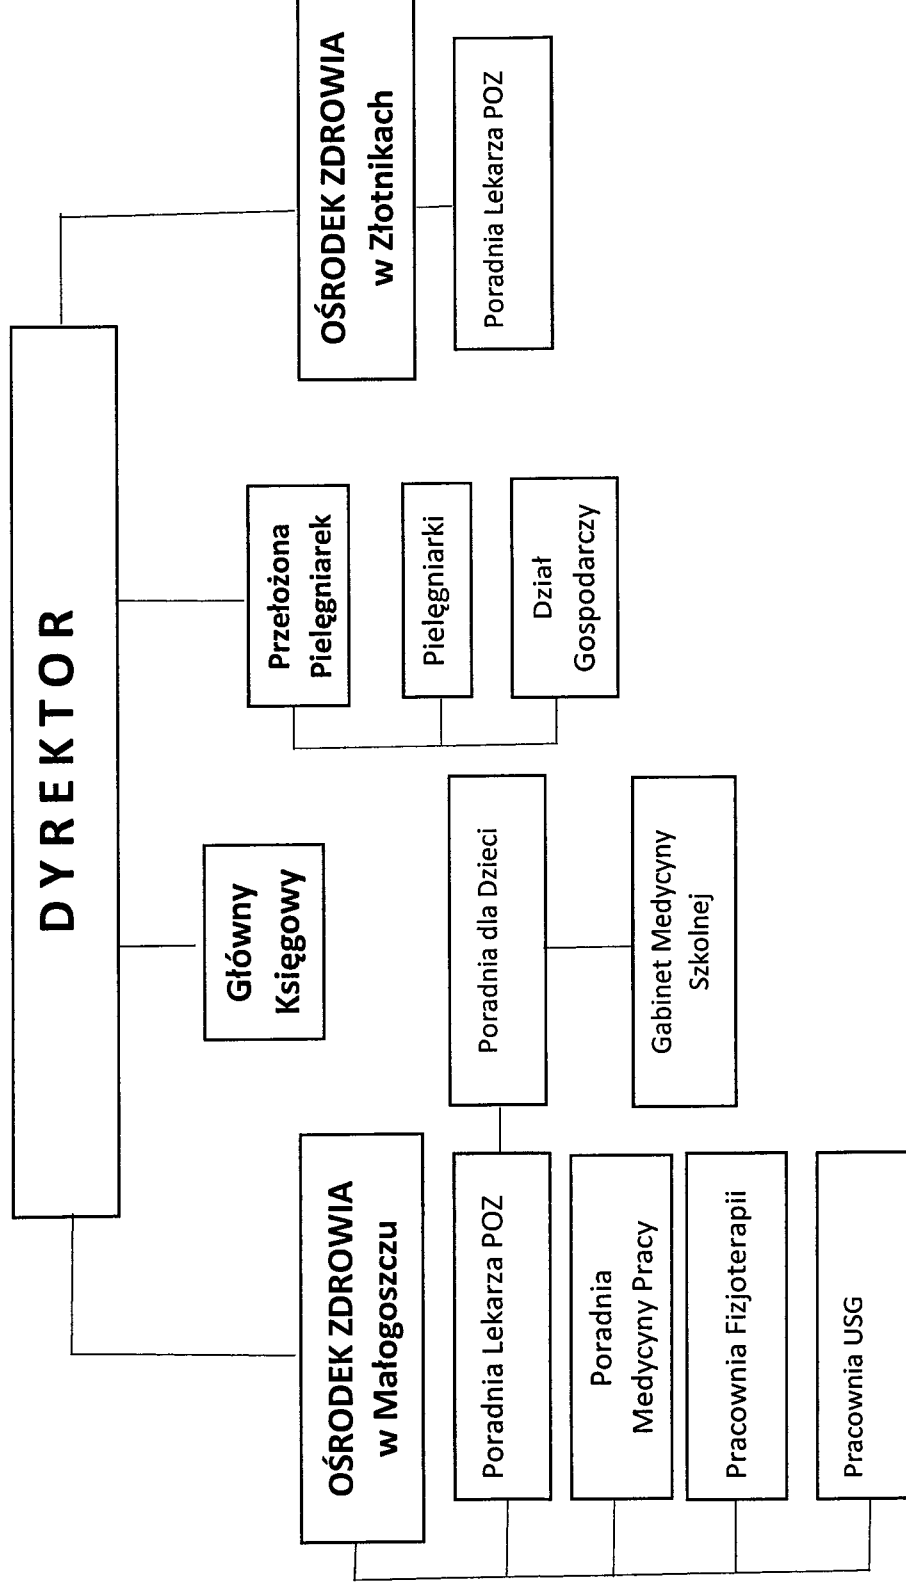 DYREKTOR
Główny
Księgowy
Przełożona
Pielęgniarek
Pielęgniarki
Dział
Gospodarczy
OŚRODEK ZDROWIA
w Małogoszczu
Poradnia Lekarza POZ
Poradnia
Medycyny Pracy
Pracownia Fizjoterapii
Pracownia USG
Poradnia dla Dzieci
Gabinet Medycyny
Szkolnej
OŚRODEK ZDROWIA
w Złotnikach
Poradnia Lekarza POZ